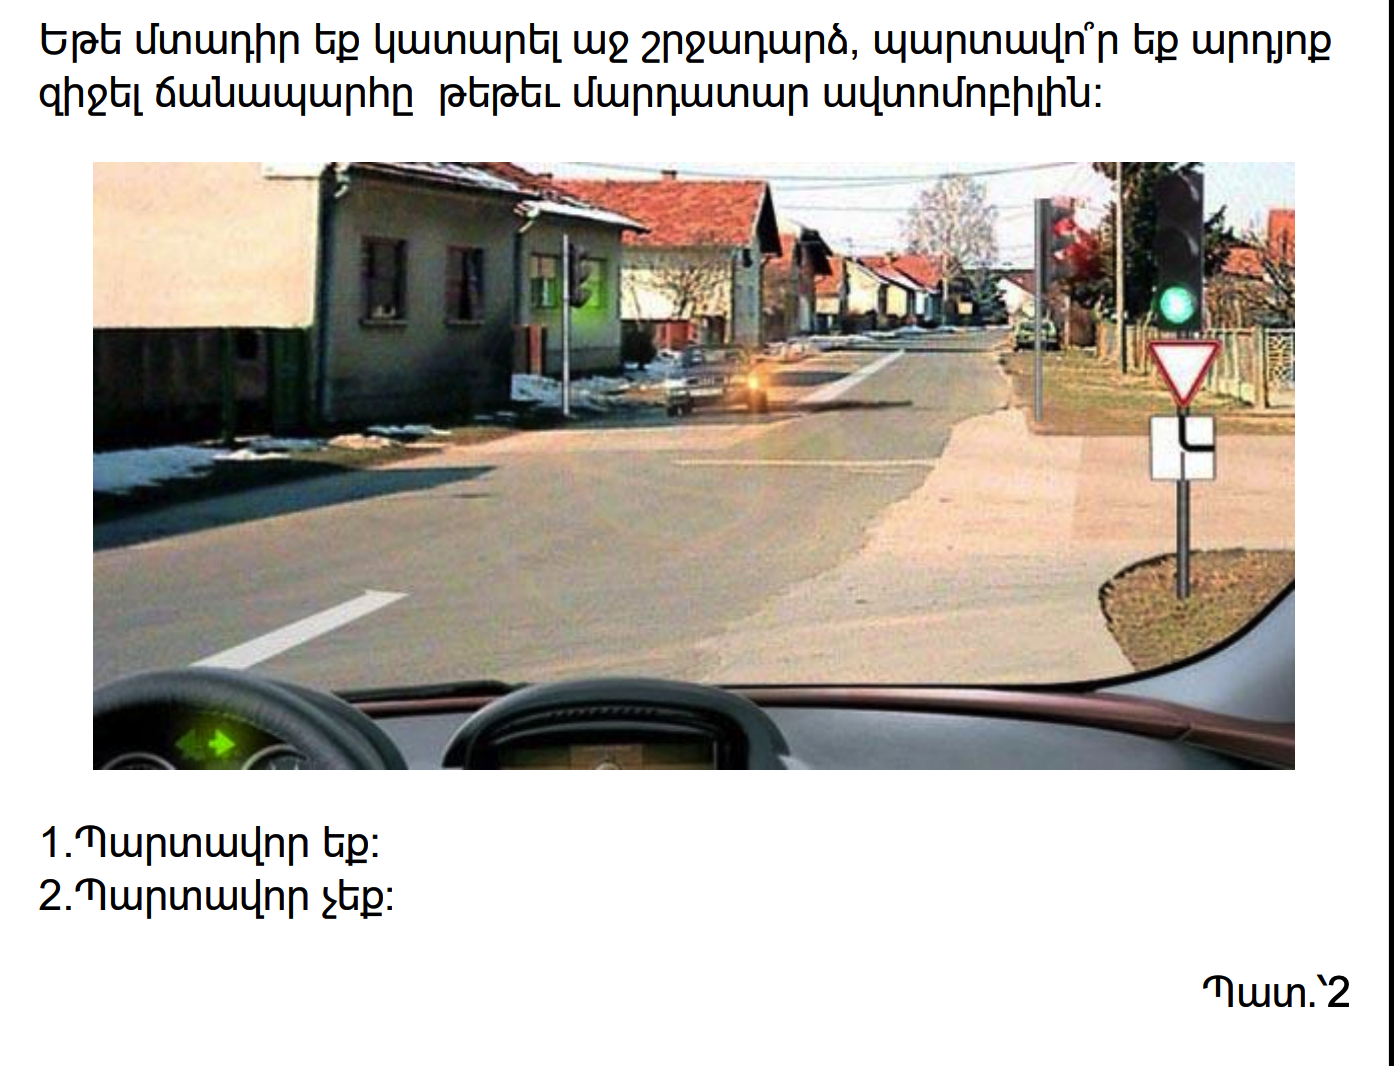 Եթե մտադիր եք կատարել աջ շրջադարձ, պարտավո՞ր եք արդյոք
զիջել ճանապարհը թեթեւ մարդատար ավտոմոբիլին:
1.Պարտավոր եք:
2.Պարտավոր չեք:
Պատ.՝2